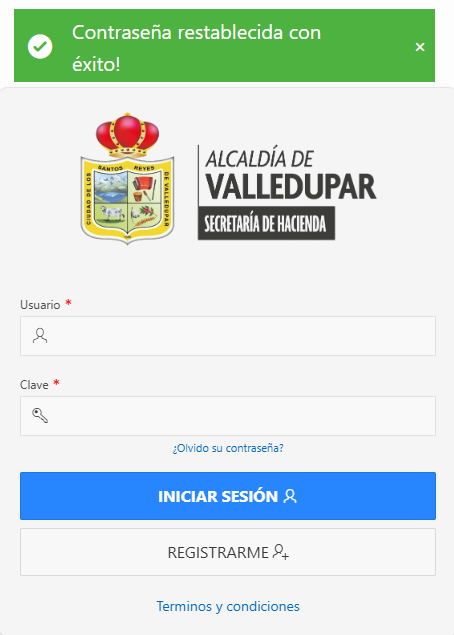 Contraseña restablecida con
éxito!
SANTOS REYES
CIUDAD DE LOS
DE VALLEDUPAR
ALCALDÍA DE
VALLEDUPAR
SECRETARÍA DE HACIENDA
Usuario *
Clave *
¿Olvido su contraseña?
INICIAR SESIÓN
REGISTRARME
Terminos y condiciones